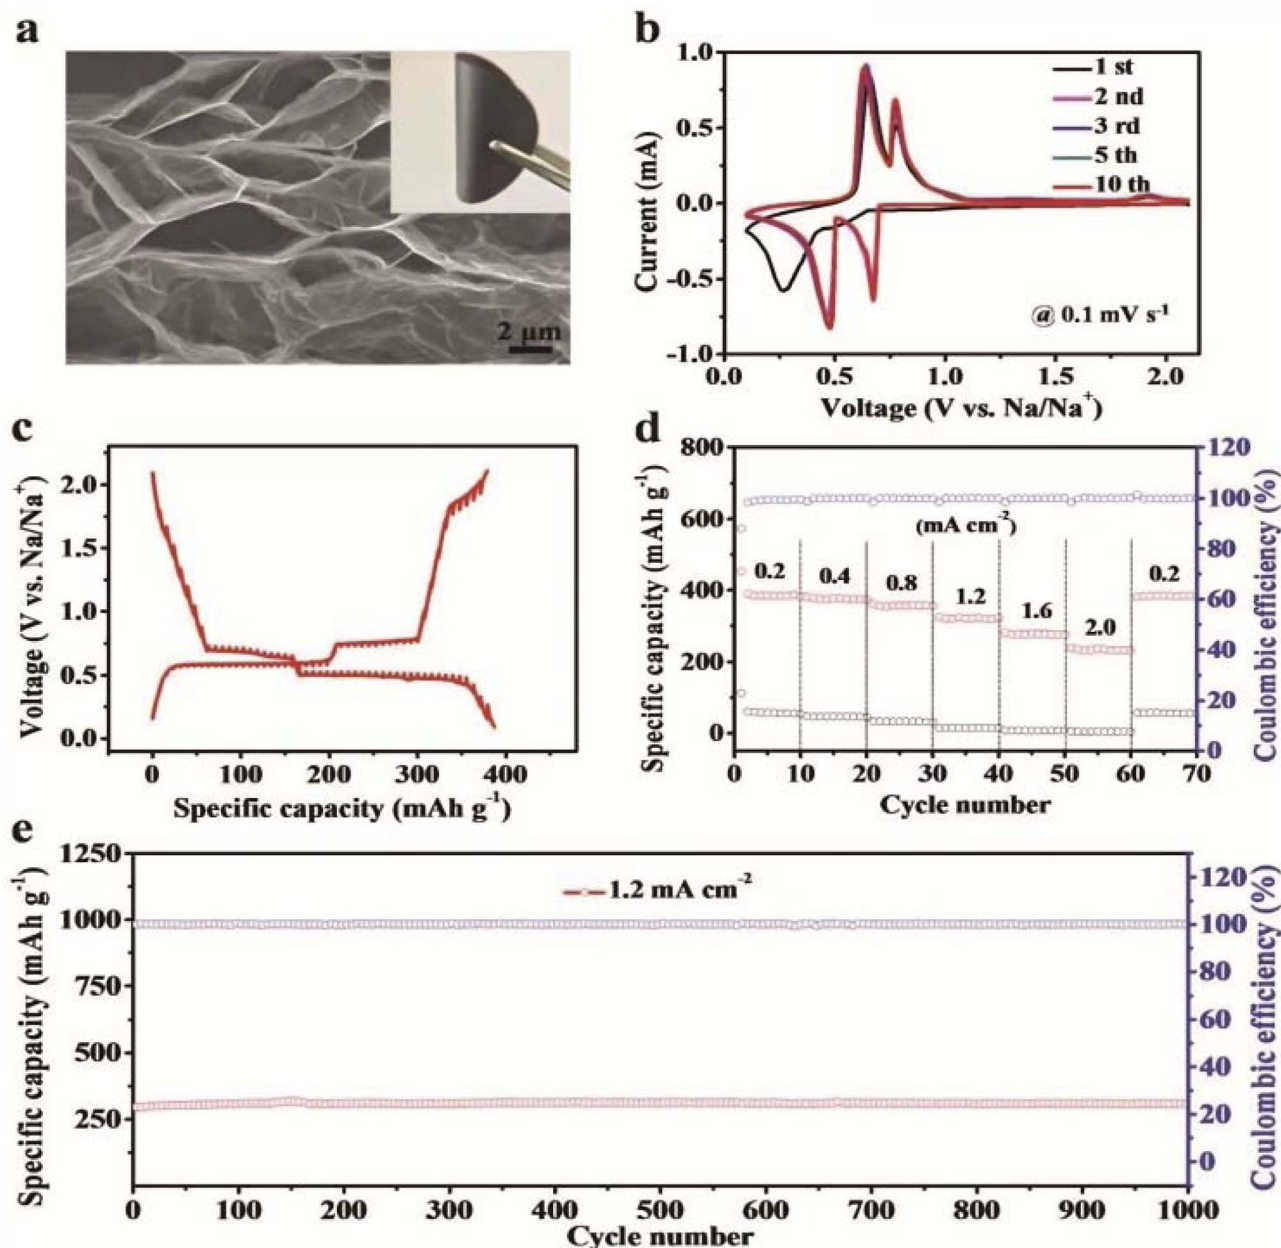 a
2 μm
b
1.0
0.5
0.0
-0.5
-1.0
Current (mA)
1 st
2 nd
3 rd
5 th
10 th
@ 0.1 mV s⁻¹
0.0 0.5 1.0 1.5 2.0
Voltage (V vs. Na/Na⁺)
c
2.0
1.5
1.0
0.5
0.0
Voltage (V vs. Na/Na⁺)
0 100 200 300 400
Specific capacity (mAh g⁻¹)
d
800
600
400
200
0
Specific capacity (mAh g⁻¹)
(mA cm⁻²)
0.2 0.4 0.8 1.2 1.6 2.0 0.2
120
100
80
60
40
20
0
Coulombic efficiency (%)
0 10 20 30 40 50 60 70
Cycle number
e
1250
1000
750
500
250
Specific capacity (mAh g⁻¹)
1.2 mA cm⁻²
120
100
80
60
40
20
0
Coulombic efficiency (%)
0 100 200 300 400 500 600 700 800 900 1000
Cycle number